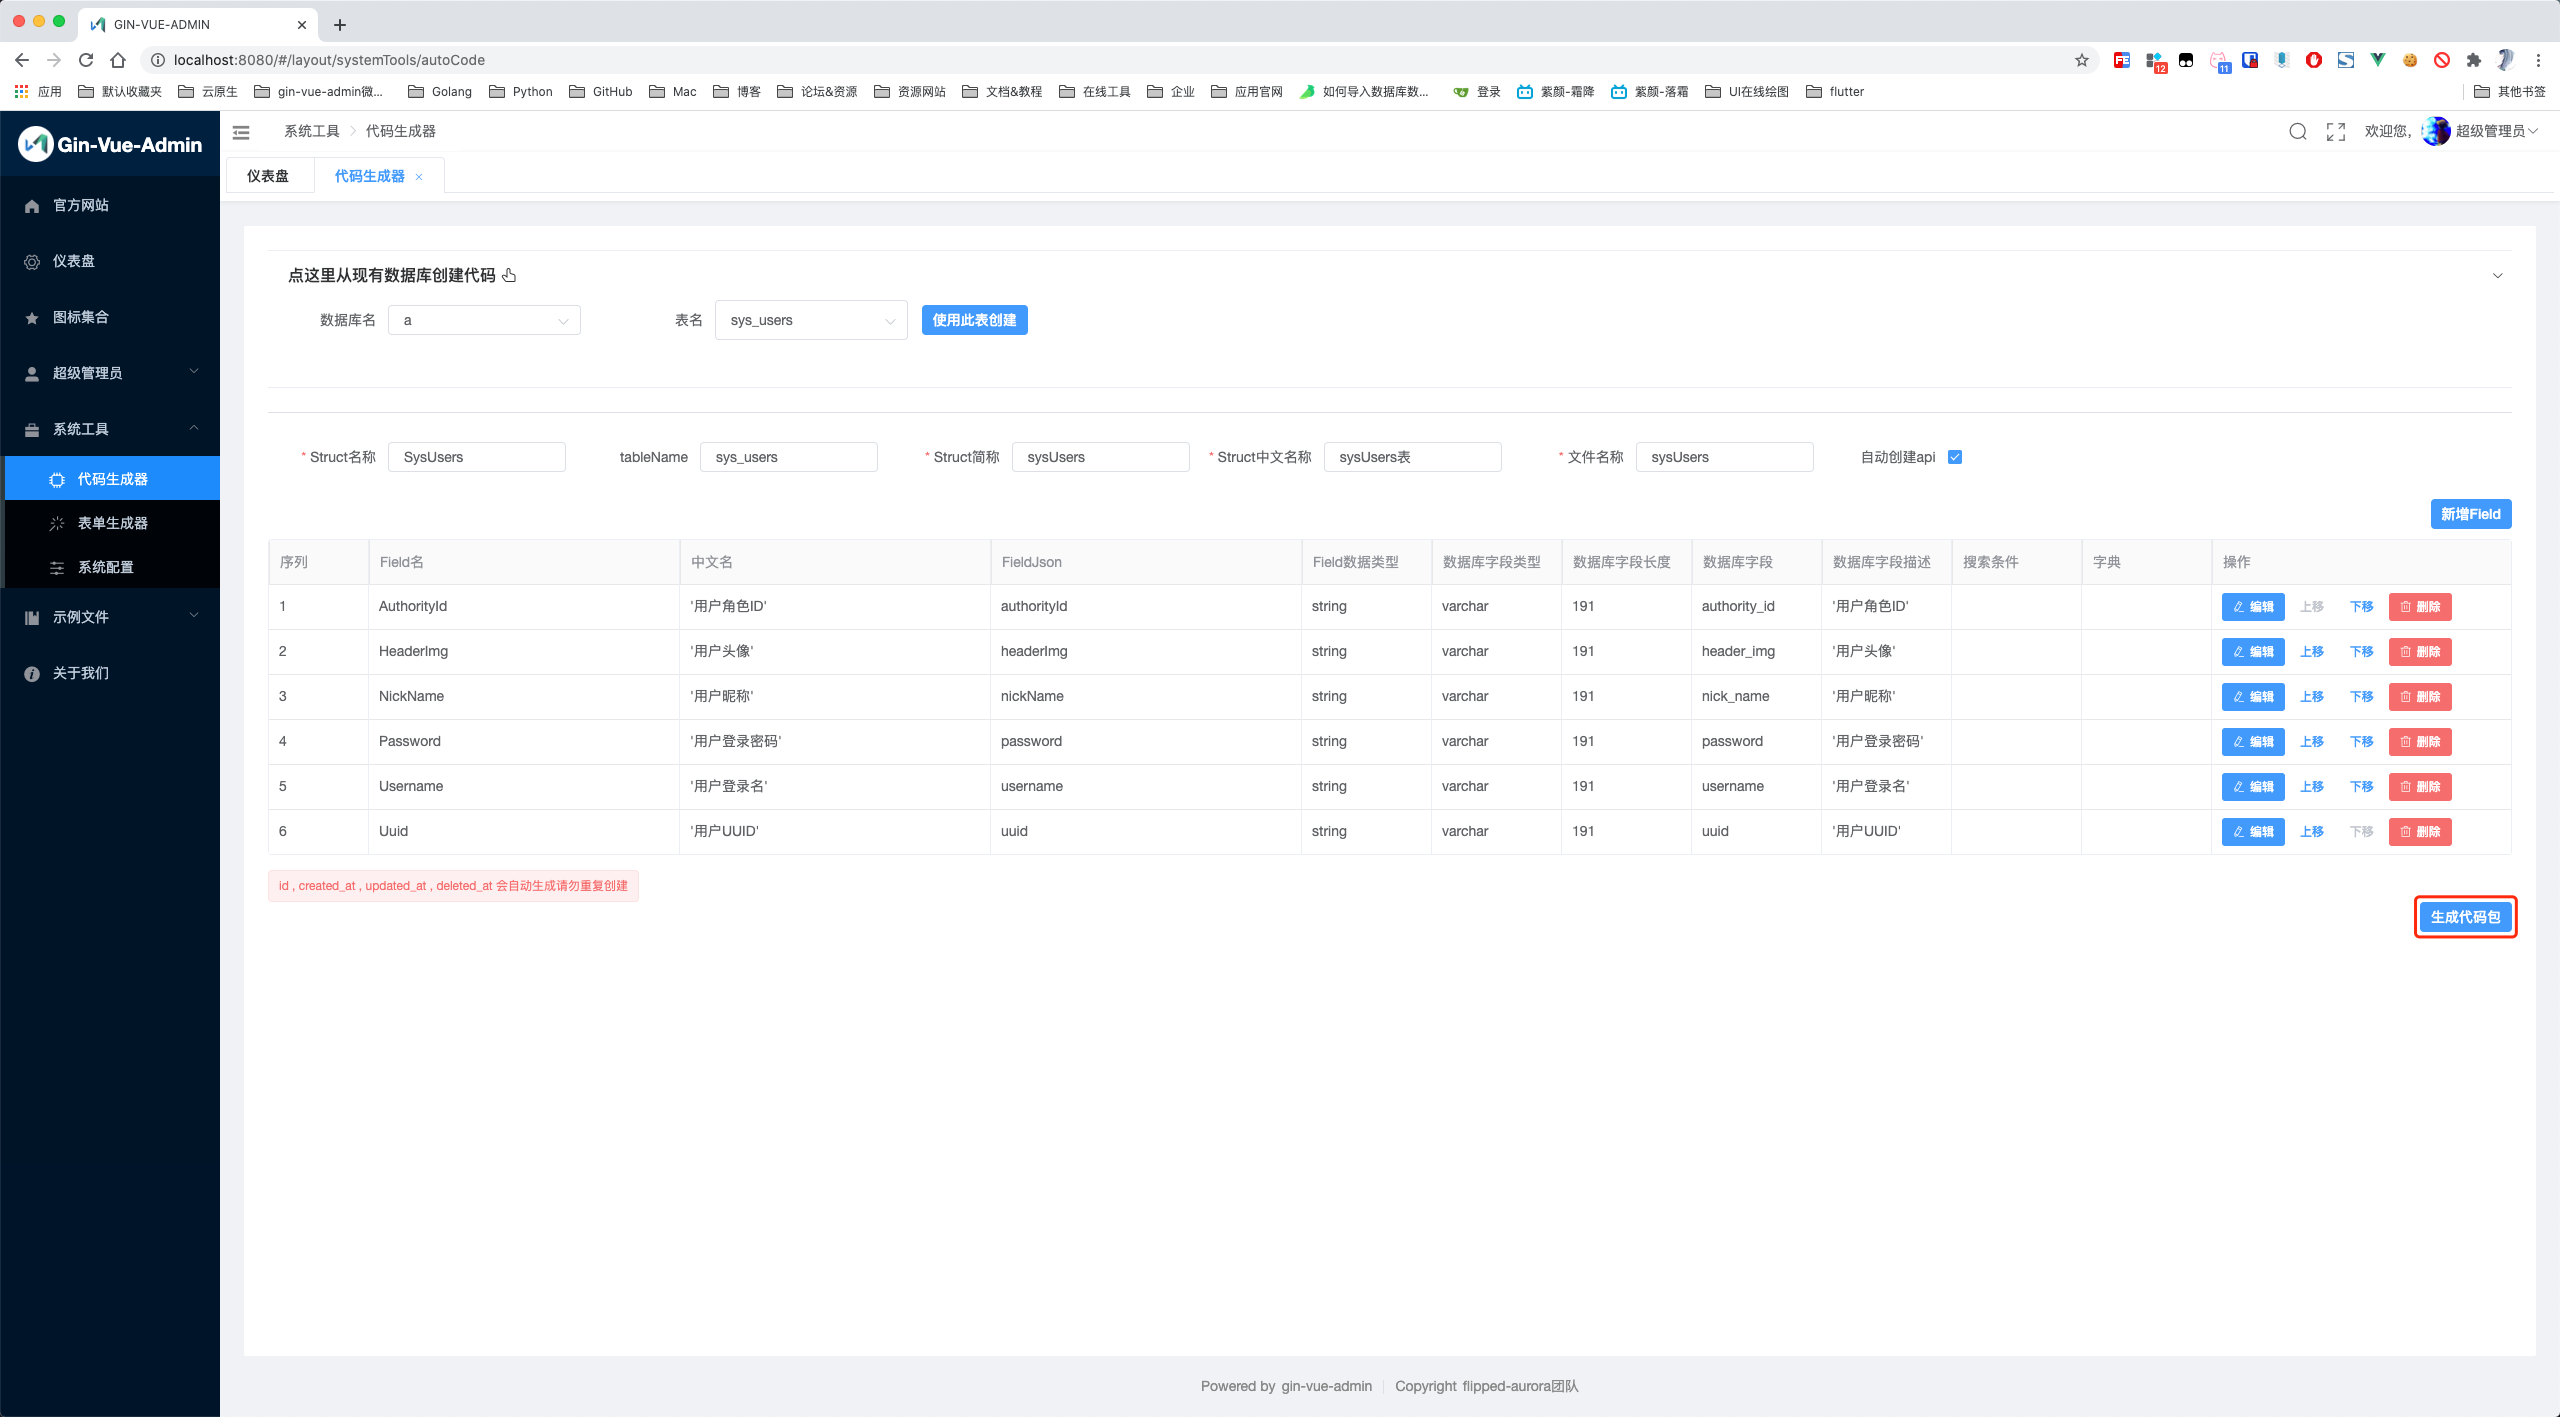 GIN-VUE-ADMIN
localhost:8080/#/layout/systemTools/autoCode
12
11
应用 默认收藏夹 云原生 gin-vue-admin微... Golang Python GitHub Mac 博客 论坛&资源 资源网站 文档&教程 在线工具 企业 应用官网 如何导入数据库数... 登录 紫颜-霜降 紫颜-落霜 UI在线绘图 flutter 其他书签
Gin-Vue-Admin
官方网站
仪表盘
图标集合
超级管理员
系统工具
代码生成器
表单生成器
系统配置
示例文件
关于我们
系统工具 代码生成器
欢迎您, 超级管理员
仪表盘 代码生成器
点这里从现有数据库创建代码
数据库名 a 表名 sys_users 使用此表创建
* Struct名称 SysUsers tableName sys_users * Struct简称 sysUsers * Struct中文名称 sysUsers表 * 文件名称 sysUsers 自动创建api
新增Field
序列 Field名 中文名 FieldJson Field数据类型 数据库字段类型 数据库字段长度 数据库字段 数据库字段描述 搜索条件 字典 操作
1 AuthorityId '用户角色ID' authorityId string varchar 191 authority_id '用户角色ID' 编辑 上移 下移 删除
2 HeaderImg '用户头像' headerImg string varchar 191 header_img '用户头像' 编辑 上移 下移 删除
3 NickName '用户昵称' nickName string varchar 191 nick_name '用户昵称' 编辑 上移 下移 删除
4 Password '用户登录密码' password string varchar 191 password '用户登录密码' 编辑 上移 下移 删除
5 Username '用户登录名' username string varchar 191 username '用户登录名' 编辑 上移 下移 删除
6 Uuid '用户UUID' uuid string varchar 191 uuid '用户UUID' 编辑 上移 下移 删除
id , created_at , updated_at , deleted_at 会自动生成请勿重复创建
生成代码包
Powered by gin-vue-admin Copyright flipped-aurora团队